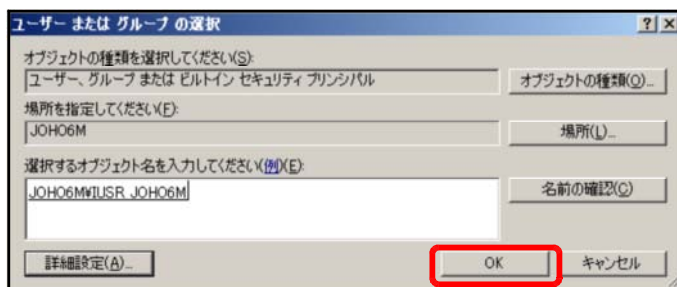 ユーザー または グループ の選択
オブジェクトの種類を選択してください(S):
ユーザー、グループ または ビルトイン セキュリティ プリンシパル
オブジェクトの種類(O)...
場所を指定してください(F):
JOHO6M
場所(L)...
選択するオブジェクト名を入力してください(例)(E):
JOHO6M¥IUSR_JOHO6M
名前の確認(C)
詳細設定(A)...
OK
キャンセル